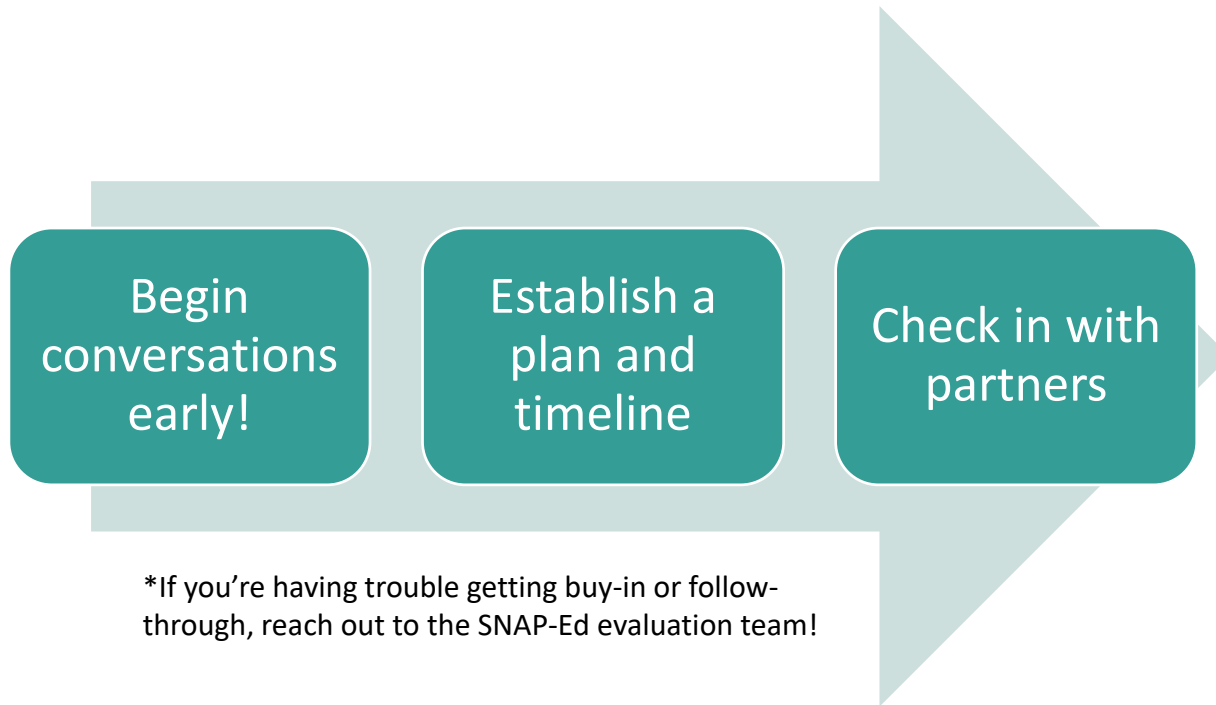 Begin
conversations
early!
Establish a
plan and
timeline
Check in with
partners
*If you’re having trouble getting buy-in or follow-
through, reach out to the SNAP-Ed evaluation team!